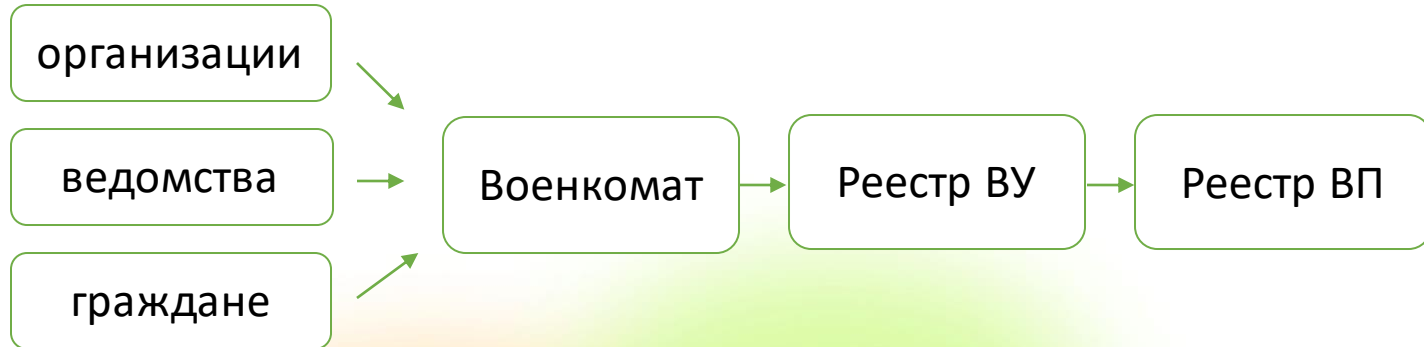 организации
ведомства
граждане
Военкомат
Реестр ВУ
Реестр ВП